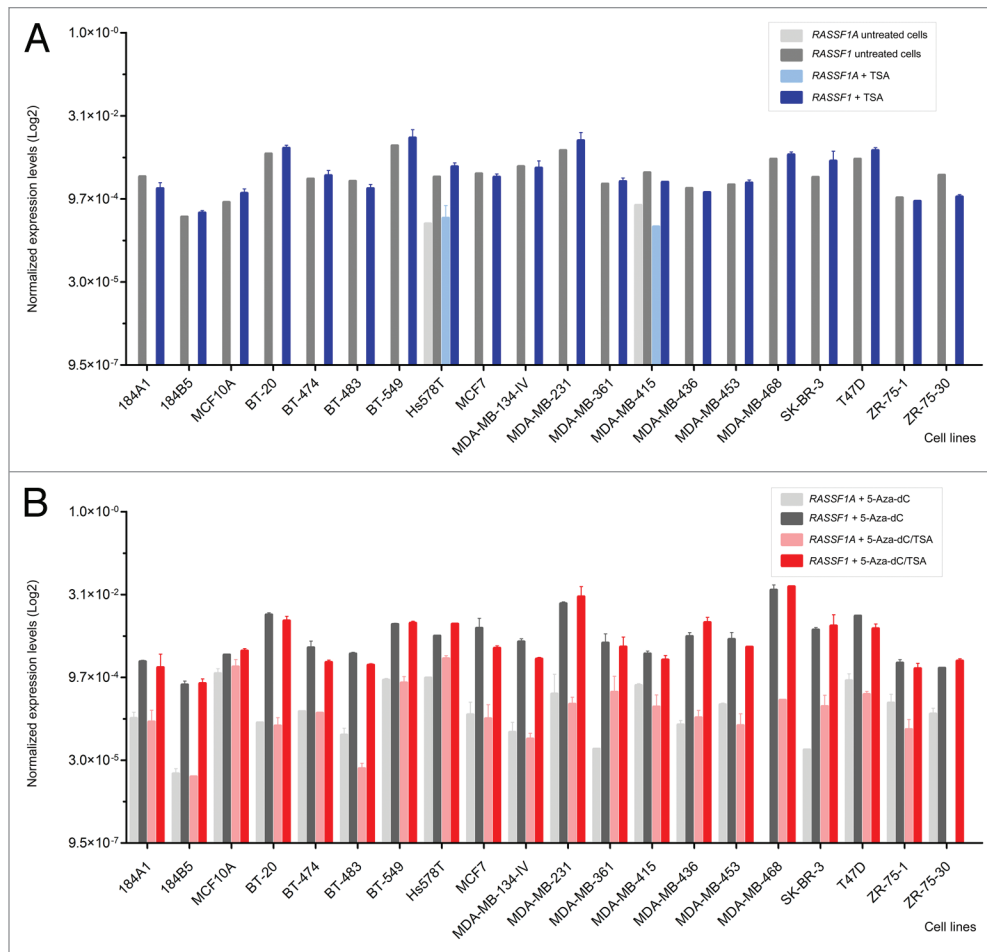 A
Normalized expression levels (Log2)
1.0×10⁻⁰
3.1×10⁻²
9.7×10⁻⁴
3.0×10⁻⁵
9.5×10⁻⁷
RASSF1A untreated cells
RASSF1 untreated cells
RASSF1A + TSA
RASSF1 + TSA
184A1
184B5
MCF10A
BT-20
BT-474
BT-483
BT-549
Hs578T
MCF7
MDA-MB-134-IV
MDA-MB-231
MDA-MB-361
MDA-MB-415
MDA-MB-436
MDA-MB-453
MDA-MB-468
SK-BR-3
T47D
ZR-75-1
ZR-75-30
Cell lines
B
Normalized expression levels (Log2)
1.0×10⁻⁰
3.1×10⁻²
9.7×10⁻⁴
3.0×10⁻⁵
9.5×10⁻⁷
RASSF1A + 5-Aza-dC
RASSF1 + 5-Aza-dC
RASSF1A + 5-Aza-dC/TSA
RASSF1 + 5-Aza-dC/TSA
184A1
184B5
MCF10A
BT-20
BT-474
BT-483
BT-549
Hs578T
MCF7
MDA-MB-134-IV
MDA-MB-231
MDA-MB-361
MDA-MB-415
MDA-MB-436
MDA-MB-453
MDA-MB-468
SK-BR-3
T47D
ZR-75-1
ZR-75-30
Cell lines